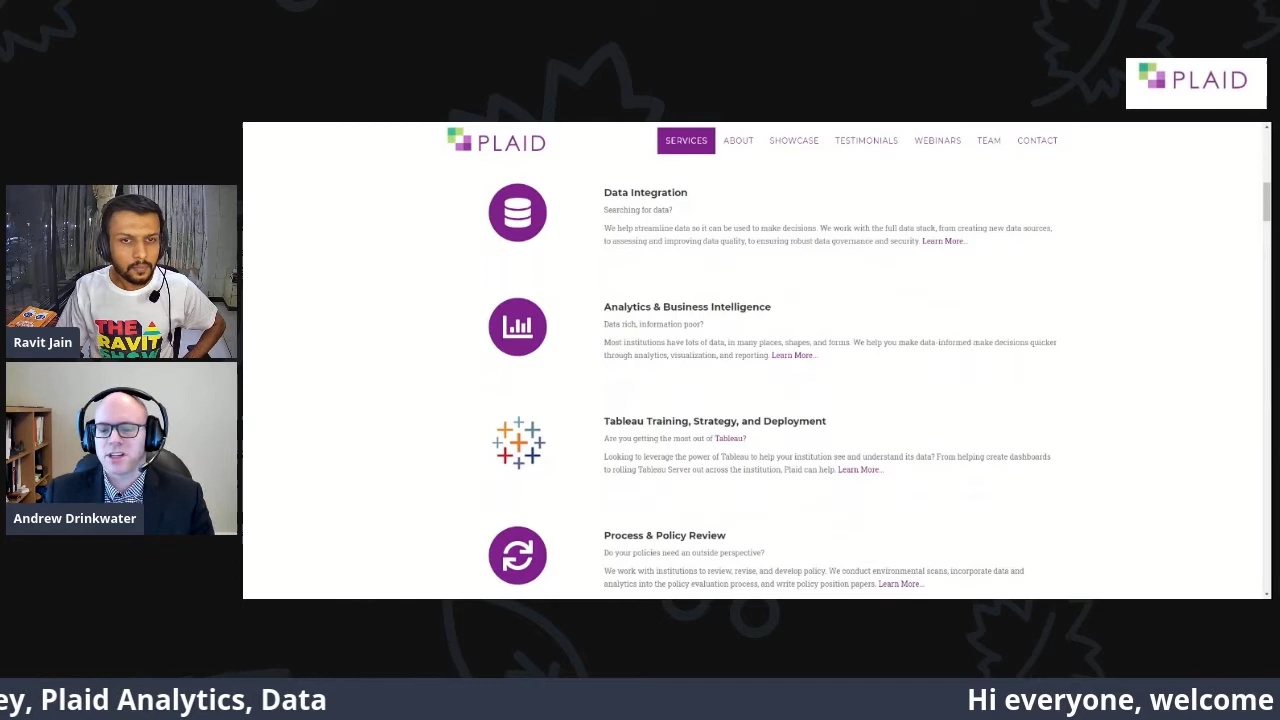 PLAID
PLAID
SERVICES ABOUT SHOWCASE TESTIMONIALS WEBINARS TEAM CONTACT
Data Integration
Searching for data?
We help streamline data so it can be used to make decisions. We work with the full data stack, from creating new data sources,
to assessing and improving data quality, to ensuring robust data governance and security. Learn More...
Analytics & Business Intelligence
Data rich, information poor?
Most institutions have lots of data, in many places, shapes, and forms. We help you make data-informed make decisions quicker
through analytics, visualization, and reporting. Learn More...
Tableau Training, Strategy, and Deployment
Are you getting the most out of Tableau?
Looking to leverage the power of Tableau to help your institution see and understand its data? From helping create dashboards
to rolling Tableau Server out across the institution, Plaid can help. Learn More...
Process & Policy Review
Do your policies need an outside perspective?
We work with institutions to review, revise, and develop policy. We conduct environmental scans, incorporate data and
analytics into the policy evaluation process, and write policy position papers. Learn More...
THE
RAVIT
SHOW
Ravit Jain
Andrew Drinkwater
ey, Plaid Analytics, Data
Hi everyone, welcome